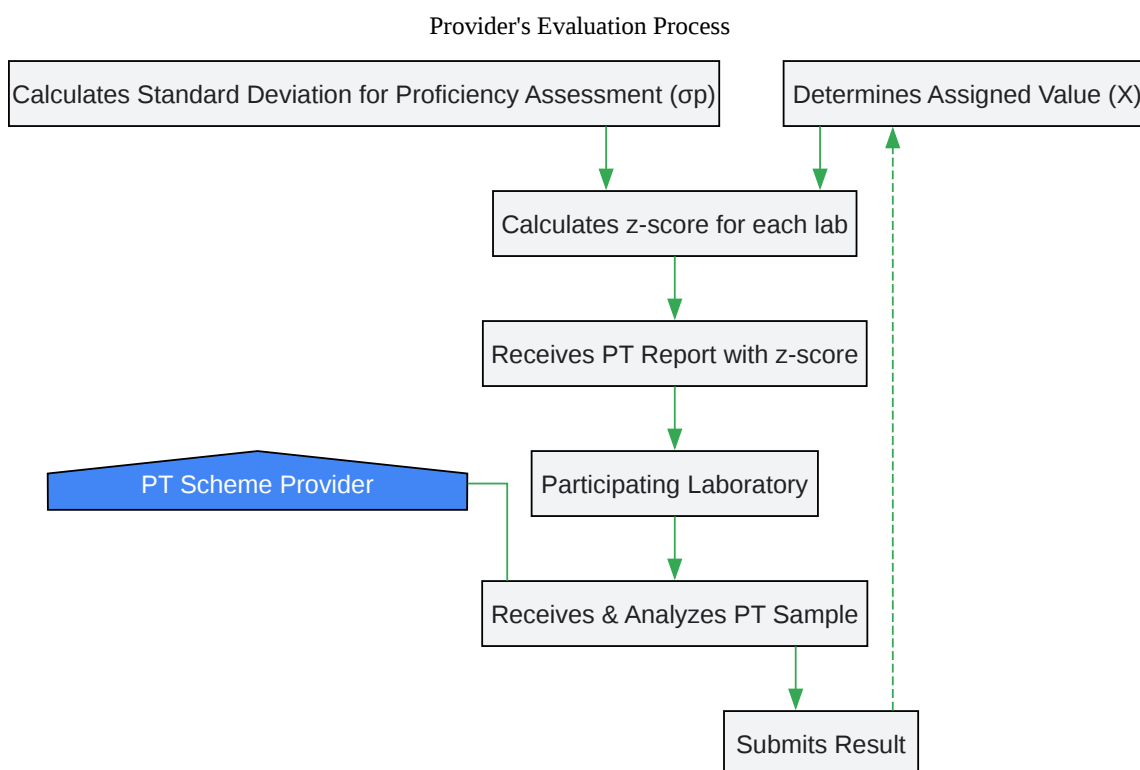 Provider's Evaluation Process
Calculates Standard Deviation for Proficiency Assessment (σp)
Determines Assigned Value (X)
Calculates z-score for each lab
Receives PT Report with z-score
PT Scheme Provider
Participating Laboratory
Receives & Analyzes PT Sample
Submits Result